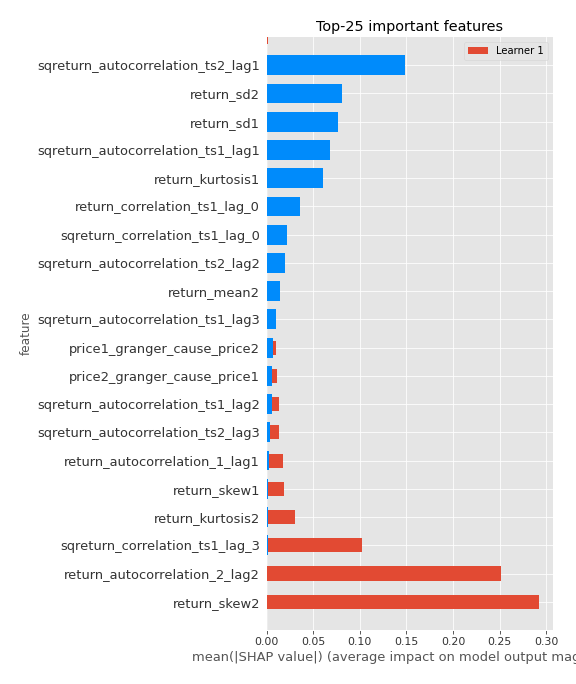 Top-25 important features
Learner 1
sqreturn_autocorrelation_ts2_lag1
return_sd2
return_sd1
sqreturn_autocorrelation_ts1_lag1
return_kurtosis1
return_correlation_ts1_lag_0
sqreturn_correlation_ts1_lag_0
sqreturn_autocorrelation_ts2_lag2
return_mean2
sqreturn_autocorrelation_ts1_lag3
price1_granger_cause_price2
price2_granger_cause_price1
sqreturn_autocorrelation_ts1_lag2
sqreturn_autocorrelation_ts2_lag3
return_autocorrelation_1_lag1
return_skew1
return_kurtosis2
sqreturn_correlation_ts1_lag_3
return_autocorrelation_2_lag2
return_skew2
feature
0.00 0.05 0.10 0.15 0.20 0.25 0.30
mean(|SHAP value|) (average impact on model output mag